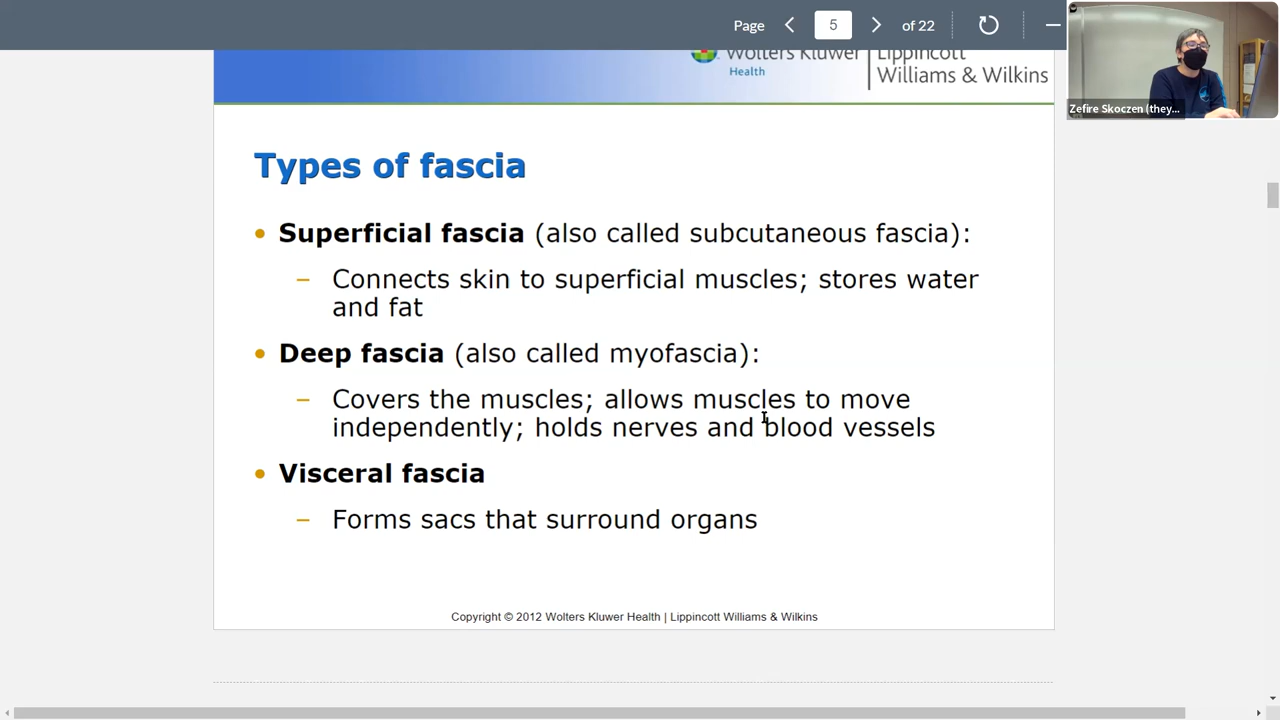 Page 5 of 22
Wolters Kluwer
Health
Lippincott
Williams & Wilkins
Zefire Skoczen (they...
Types of fascia
• Superficial fascia (also called subcutaneous fascia):
– Connects skin to superficial muscles; stores water
and fat
• Deep fascia (also called myofascia):
– Covers the muscles; allows muscles to move
independently; holds nerves and blood vessels
• Visceral fascia
– Forms sacs that surround organs
Copyright © 2012 Wolters Kluwer Health | Lippincott Williams & Wilkins